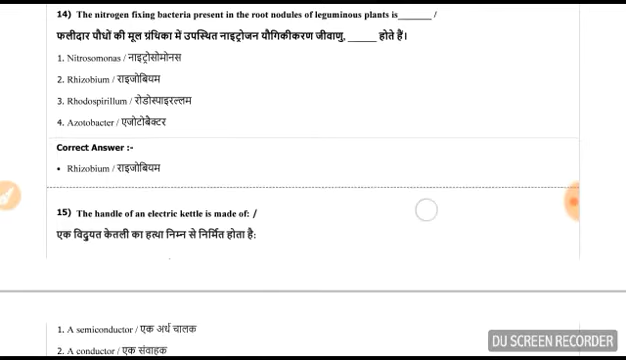 14) The nitrogen fixing bacteria present in the root nodules of leguminous plants is_______ /
फलीदार पौधों की मूल ग्रंथिका में उपस्थित नाइट्रोजन यौगिकीकरण जीवाणु, ______ होते हैं।
1. Nitrosomonas / नाइट्रोसोमोनस
2. Rhizobium / राइजोबियम
3. Rhodospirillum / रोडोस्पाइरल्लम
4. Azotobacter / एजोटोबैक्टर
Correct Answer :-
• Rhizobium / राइजोबियम
15) The handle of an electric kettle is made of: /
एक विद्युत केतली का हत्था निम्न से निर्मित होता है:
1. A semiconductor / एक अर्ध चालक
2. A conductor / एक संवाहक
DU SCREEN RECORDER